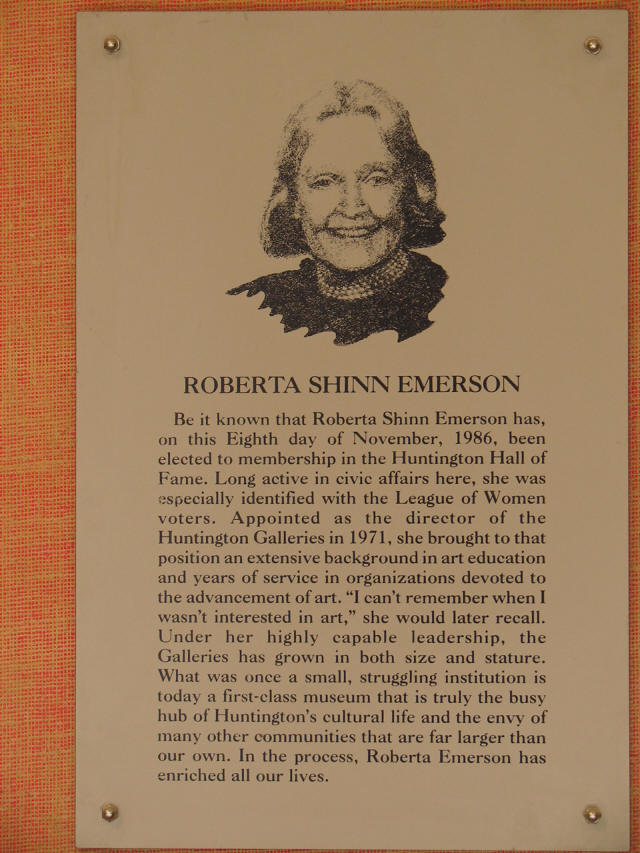 ROBERTA SHINN EMERSON
Be it known that Roberta Shinn Emerson has,
on this Eighth day of November, 1986, been
elected to membership in the Huntington Hall of
Fame. Long active in civic affairs here, she was
especially identified with the League of Women
voters. Appointed as the director of the
Huntington Galleries in 1971, she brought to that
position an extensive background in art education
and years of service in organizations devoted to
the advancement of art. “I can't remember when I
wasn't interested in art,” she would later recall.
Under her highly capable leadership, the
Galleries has grown in both size and stature.
What was once a small, struggling institution is
today a first-class museum that is truly the busy
hub of Huntington's cultural life and the envy of
many other communities that are far larger than
our own. In the process, Roberta Emerson has
enriched all our lives.